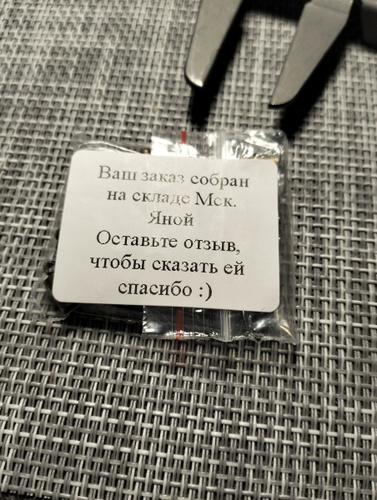 Ваш заказ собран
на складе Мск.
Яной
Оставьте отзыв,
чтобы сказать ей
спасибо :)